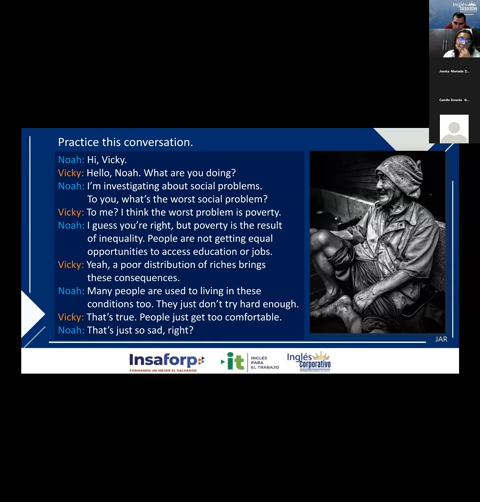 Inglés
Corporativo
Practice this conversation.
Noah: Hi, Vicky.
Vicky: Hello, Noah. What are you doing?
Noah: I'm investigating about social problems.
To you, what's the worst social problem?
Vicky: To me? I think the worst problem is poverty.
Noah: I guess you're right, but poverty is the result
of inequality. People are not getting equal
opportunities to access education or jobs.
Vicky: Yeah, a poor distribution of riches brings
these consequences.
Noah: Many people are used to living in these
conditions too. They just don't try hard enough.
Vicky: That's true. People just get too comfortable.
Noah: That's just so sad, right?
JAR
Insaforp
FORMANDO UN MEJOR EL SALVADOR
it
INGLÉS
PARA
EL TRABAJO
Inglés
corporativo